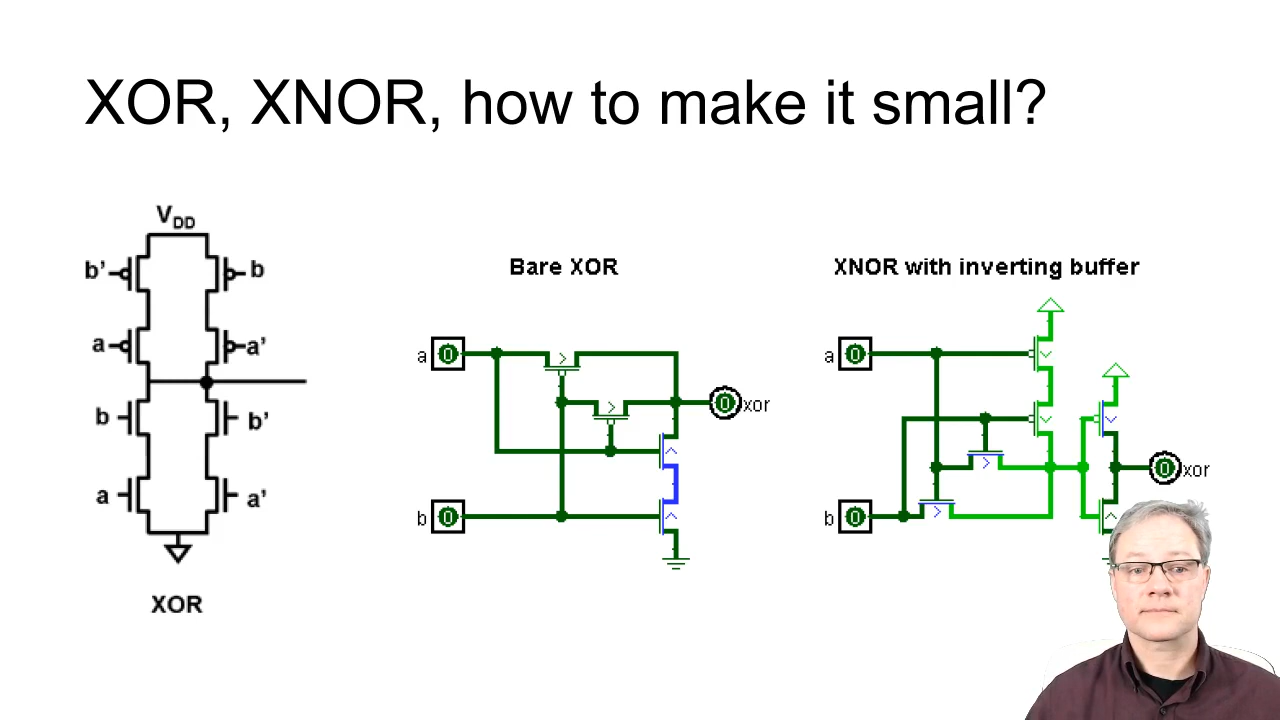 XOR, XNOR, how to make it small?
VDD
b’ b
a a’
b b’
a a’
XOR
Bare XOR
a 0
0 xor
b 0
XNOR with inverting buffer
a 0
0 xor
b 0